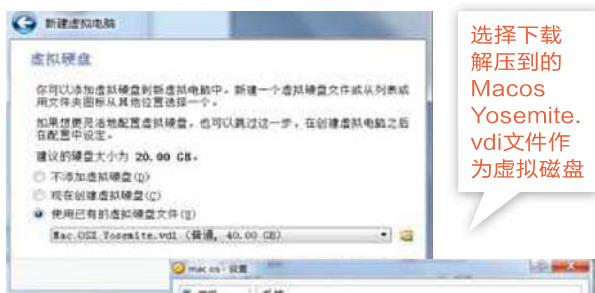 新建虚拟电脑
虚拟硬盘
你可以添加虚拟硬盘到新虚拟电脑中。新建一个虚拟硬盘文件或从列表或
用文件夹图标从其他位置选择一个。
如果想更灵活地配置虚拟硬盘，也可以跳过这一步，在创建虚拟电脑之后
在配置中设定。
建议的硬盘大小为 20.00 GB。
不添加虚拟硬盘(D)
现在创建虚拟硬盘(C)
使用已有的虚拟硬盘文件(U)
Mac.OSX Yosemite.vdi (普通, 40.00 GB)
mac os - 设置
选择下载
解压到的
Macos
Yosemite.
vdi文件作
为虚拟磁盘